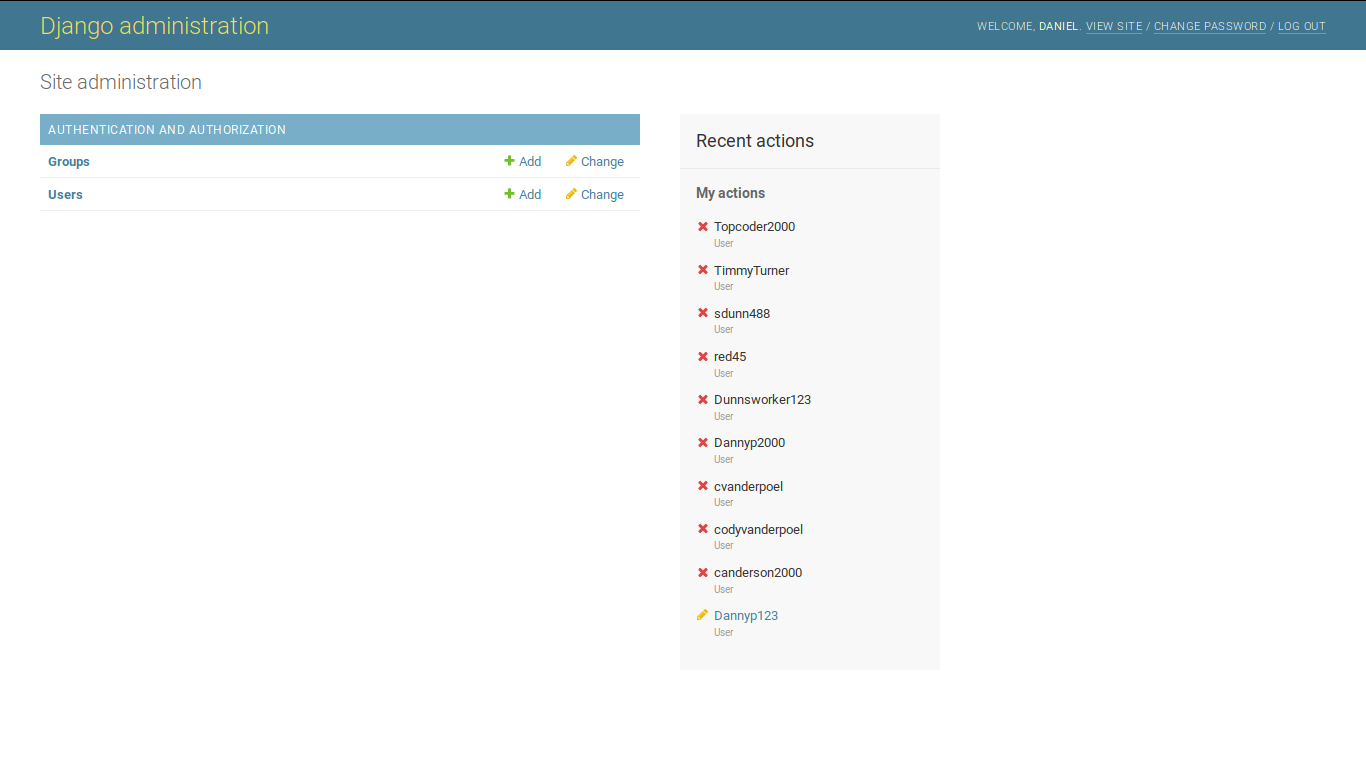 Django administration
WELCOME, DANIEL. VIEW SITE / CHANGE PASSWORD / LOG OUT
Site administration
AUTHENTICATION AND AUTHORIZATION
Groups Add Change
Users Add Change
Recent actions
My actions
Topcoder2000
User
TimmyTurner
User
sdunn488
User
red45
User
Dunnsworker123
User
Dannyp2000
User
cvanderpoel
User
codyvanderpoel
User
canderson2000
User
Dannyp123
User